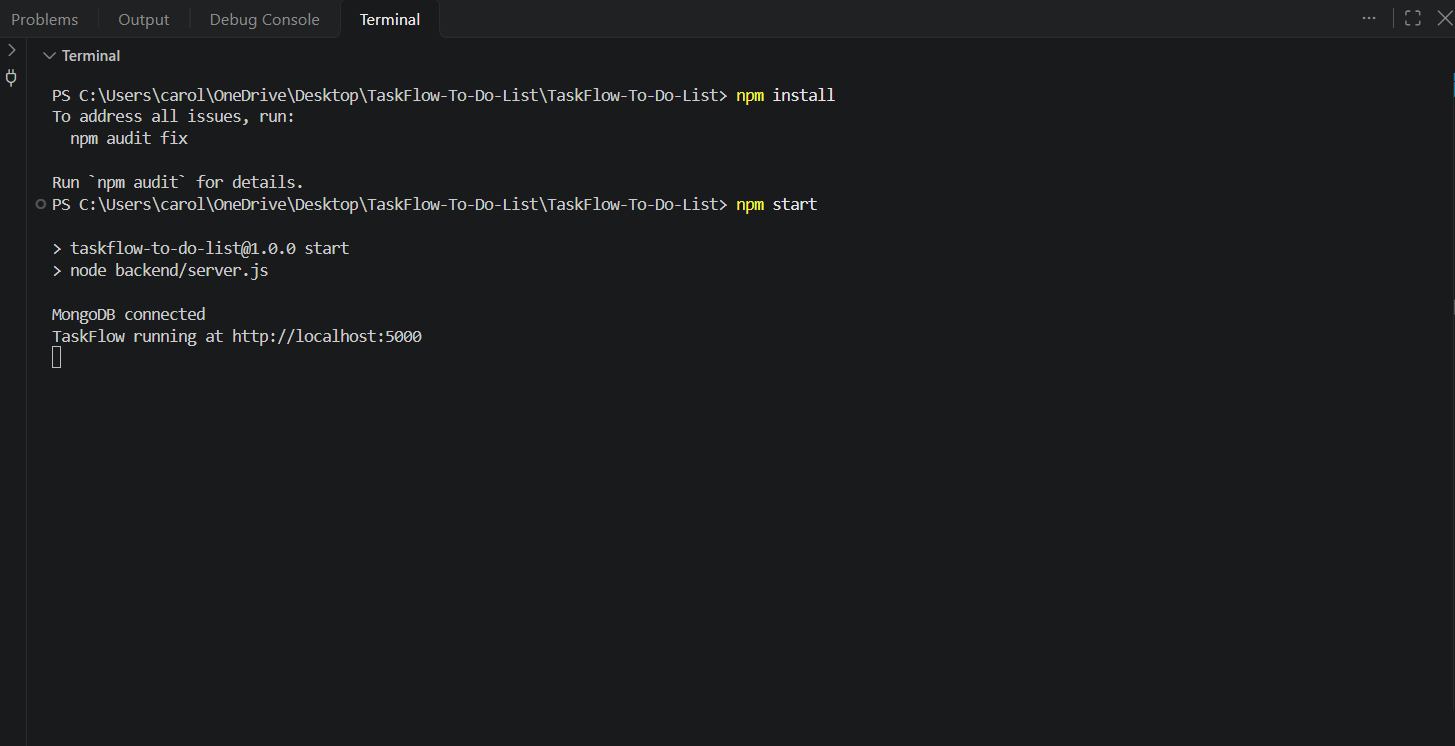 Problems Output Debug Console Terminal
Terminal
PS C:\Users\carol\OneDrive\Desktop\TaskFlow-To-Do-List\TaskFlow-To-Do-List> npm install
To address all issues, run:
  npm audit fix
Run `npm audit` for details.
PS C:\Users\carol\OneDrive\Desktop\TaskFlow-To-Do-List\TaskFlow-To-Do-List> npm start
> taskflow-to-do-list@1.0.0 start
> node backend/server.js
MongoDB connected
TaskFlow running at http://localhost:5000